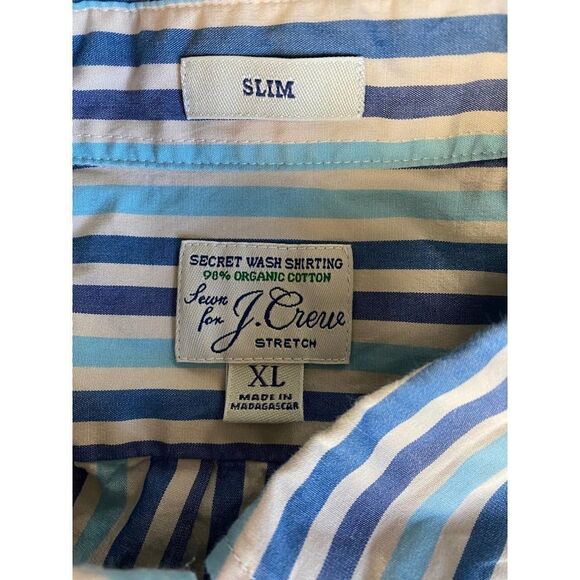 SLIM
SECRET WASH SHIRTING
98% ORGANIC COTTON
Sewn for J.Crew
STRETCH
XL
MADE IN
MADAGASCAR